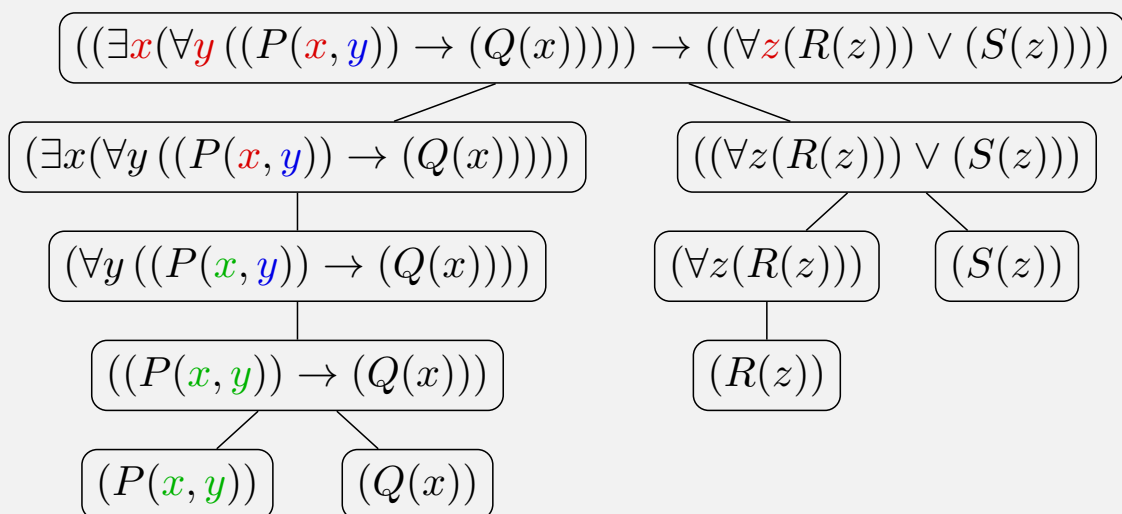 ((∃x(∀y ((P(x, y)) → (Q(x))))) → ((∀z(R(z))) ∨ (S(z))))
(∃x(∀y ((P(x, y)) → (Q(x)))))
((∀z(R(z))) ∨ (S(z)))
(∀y ((P(x, y)) → (Q(x))))
(∀z(R(z)))
(S(z))
((P(x, y)) → (Q(x)))
(R(z))
(P(x, y))
(Q(x))